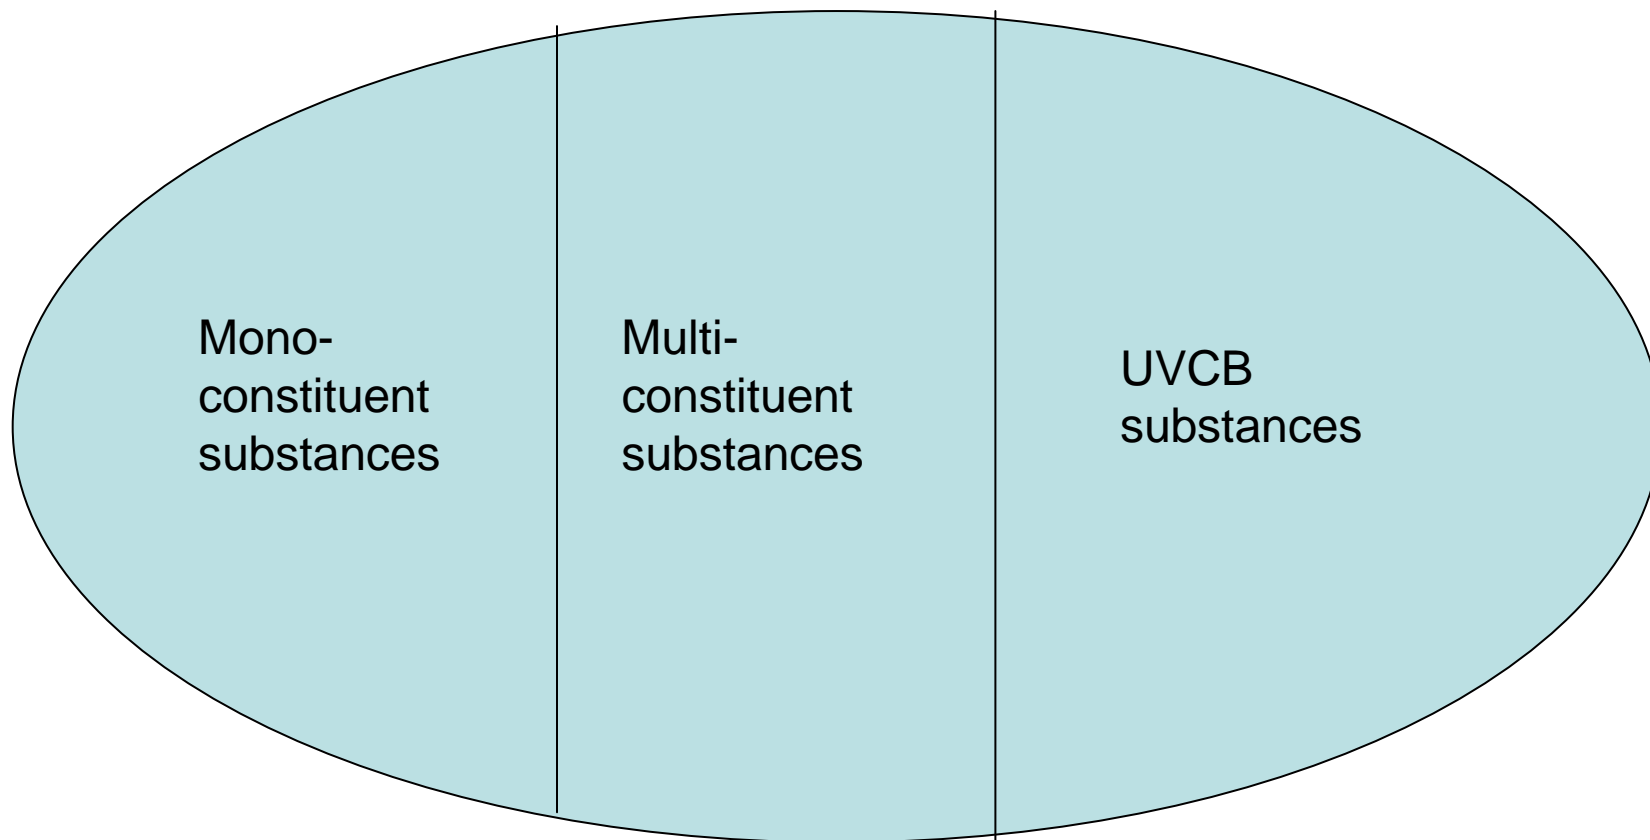 Mono-
constituent
substances
Multi-
constituent
substances
UVCB
substances